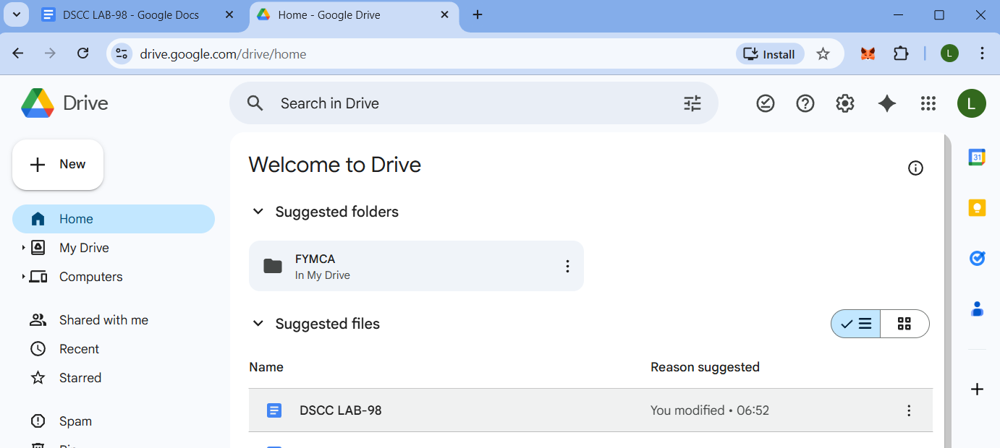 DSCC LAB-98 - Google Docs
Home - Google Drive
drive.google.com/drive/home
Install
L
Drive
Search in Drive
L
New
Welcome to Drive
31
Home
My Drive
Computers
Suggested folders
FYMCA
In My Drive
Shared with me
Recent
Starred
Suggested files
Name
Reason suggested
DSCC LAB-98
You modified • 06:52
Spam